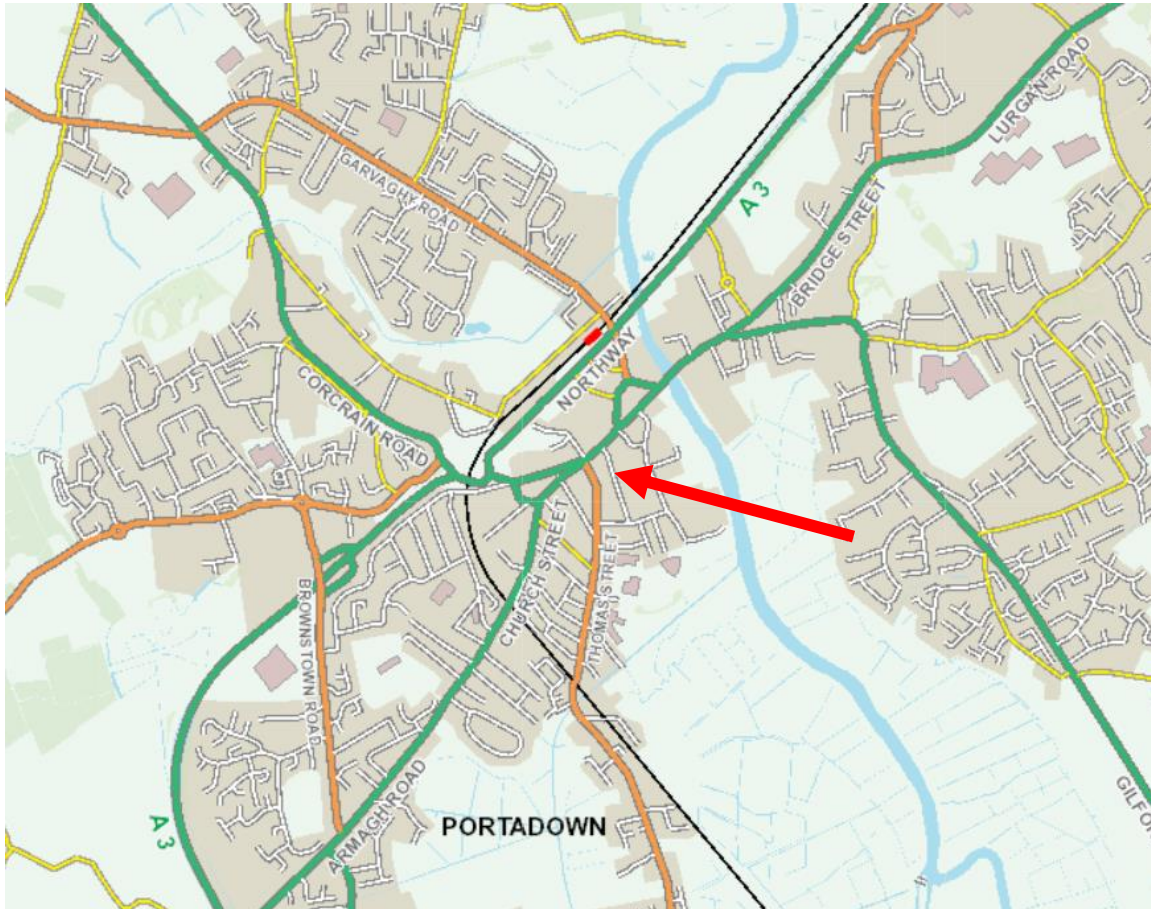 LURGAN ROAD
A 3
GARVAGHY ROAD
BRIDGE STREET
NORTHWAY
CORCRAIN ROAD
CHURCH STREET
THOMAS STREET
BROWNSTOWN ROAD
ARMAGH ROAD
GILFO
A 3
PORTADOWN